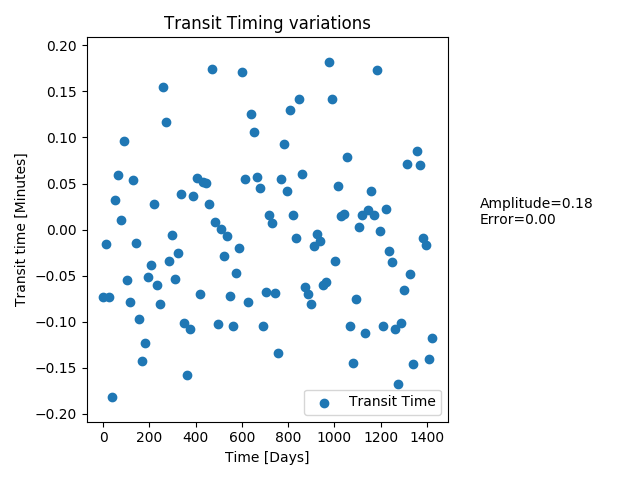 Transit Timing variations
Transit time [Minutes]
0.20
0.15
0.10
0.05
0.00
−0.05
−0.10
−0.15
−0.20
Amplitude=0.18
Error=0.00
Transit Time
0 200 400 600 800 1000 1200 1400
Time [Days]